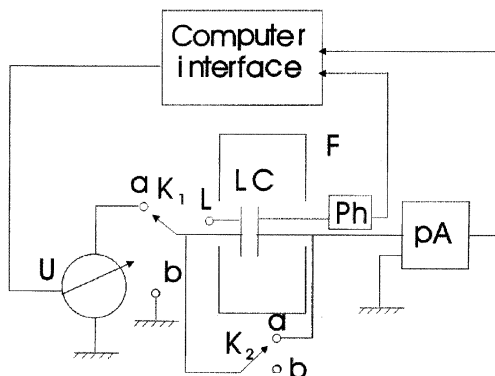 Computer
interface
F
LC
a K₁
L
Ph
pA
U
b
a
K₂
b